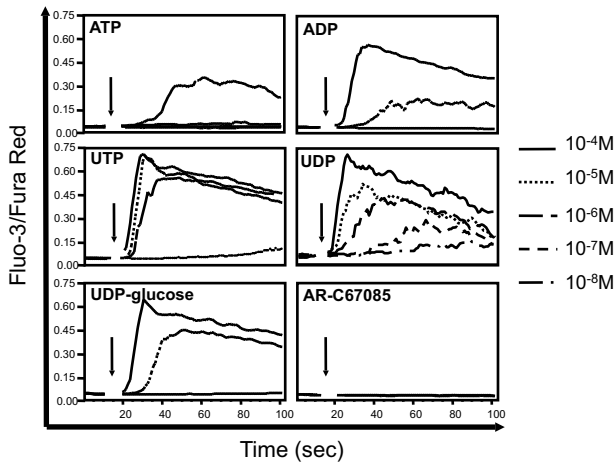 ATP
ADP
0.75
0.60
0.45
0.30
0.15
0.00
UTP
UDP
0.75
0.60
0.45
0.30
0.15
0.00
UDP-glucose
AR-C67085
0.75
0.60
0.45
0.30
0.15
0.00
20 40 60 80 100
20 40 60 80 100
Fluo-3/Fura Red
Time (sec)
10⁻⁴M
10⁻⁵M
10⁻⁶M
10⁻⁷M
10⁻⁸M